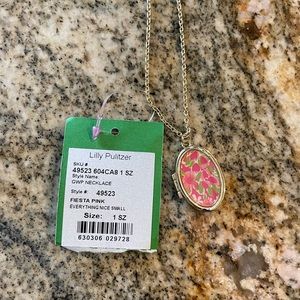 Lilly Pulitzer
SKU #
49523 604CA8 1 SZ
Style Name:
GWP NECKLACE
Style #: 49523
FIESTA PINK
EVERYTHING NICE SMALL
Size: 1 SZ
630306 029728